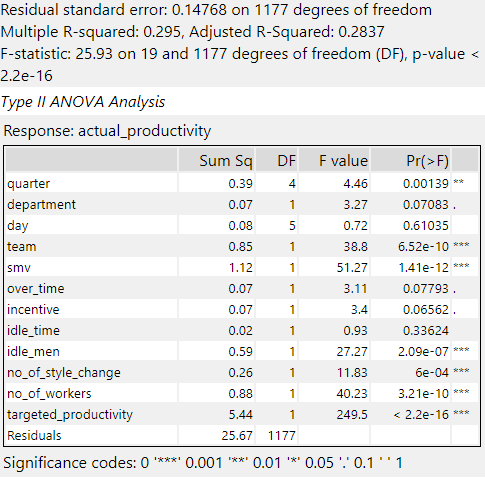 Residual standard error: 0.14768 on 1177 degrees of freedom
Multiple R-squared: 0.295, Adjusted R-Squared: 0.2837
F-statistic: 25.93 on 19 and 1177 degrees of freedom (DF), p-value <
2.2e-16
Type II ANOVA Analysis
Response: actual_productivity
Sum Sq DF F value Pr(>F)
quarter 0.39 4 4.46 0.00139 **
department 0.07 1 3.27 0.07083 .
day 0.08 5 0.72 0.61035
team 0.85 1 38.8 6.52e-10 ***
smv 1.12 1 51.27 1.41e-12 ***
over_time 0.07 1 3.11 0.07793 .
incentive 0.07 1 3.4 0.06562 .
idle_time 0.02 1 0.93 0.33624
idle_men 0.59 1 27.27 2.09e-07 ***
no_of_style_change 0.26 1 11.83 6e-04 ***
no_of_workers 0.88 1 40.23 3.21e-10 ***
targeted_productivity 5.44 1 249.5 < 2.2e-16 ***
Residuals 25.67 1177
Significance codes: 0 '***' 0.001 '**' 0.01 '*' 0.05 '.' 0.1 ' ' 1